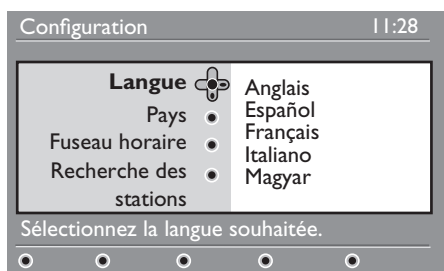 Configuration 11:28
Langue
Pays
Fuseau horaire
Recherche des
stations
Anglais
Español
Français
Italiano
Magyar
Sélectionnez la langue souhaitée.